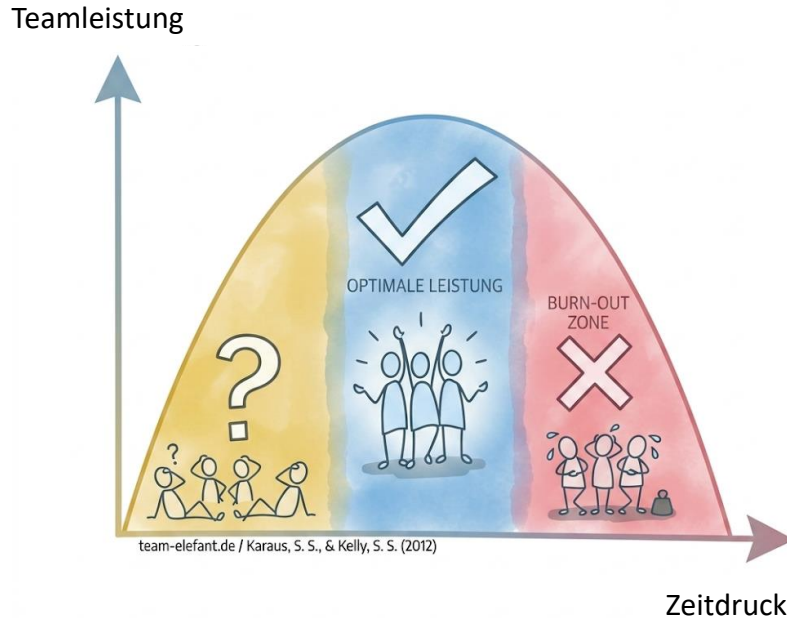 Teamleistung
OPTIMALE LEISTUNG
BURN-OUT
ZONE
?
?
team-elefant.de / Karaus, S. S., & Kelly, S. S. (2012)
Zeitdruck